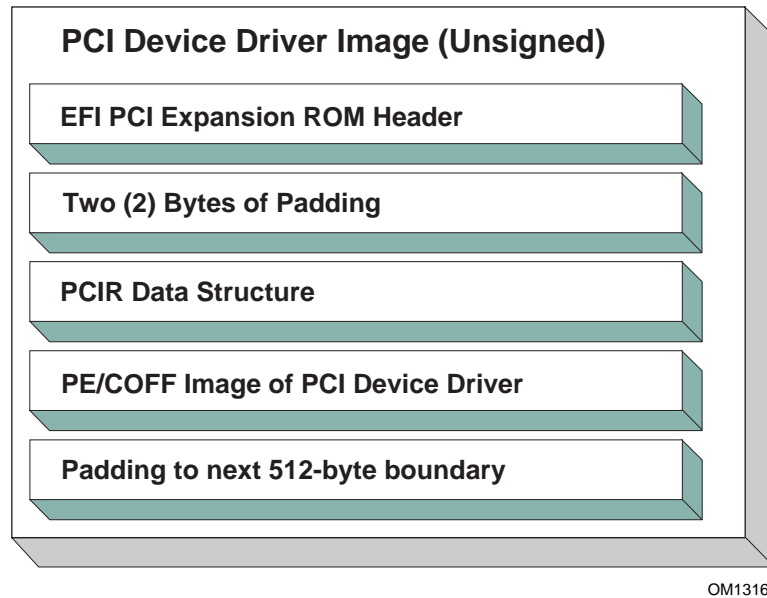 PCI Device Driver Image (Unsigned)
EFI PCI Expansion ROM Header
Two (2) Bytes of Padding
PCIR Data Structure
PE/COFF Image of PCI Device Driver
Padding to next 512-byte boundary
OM1316